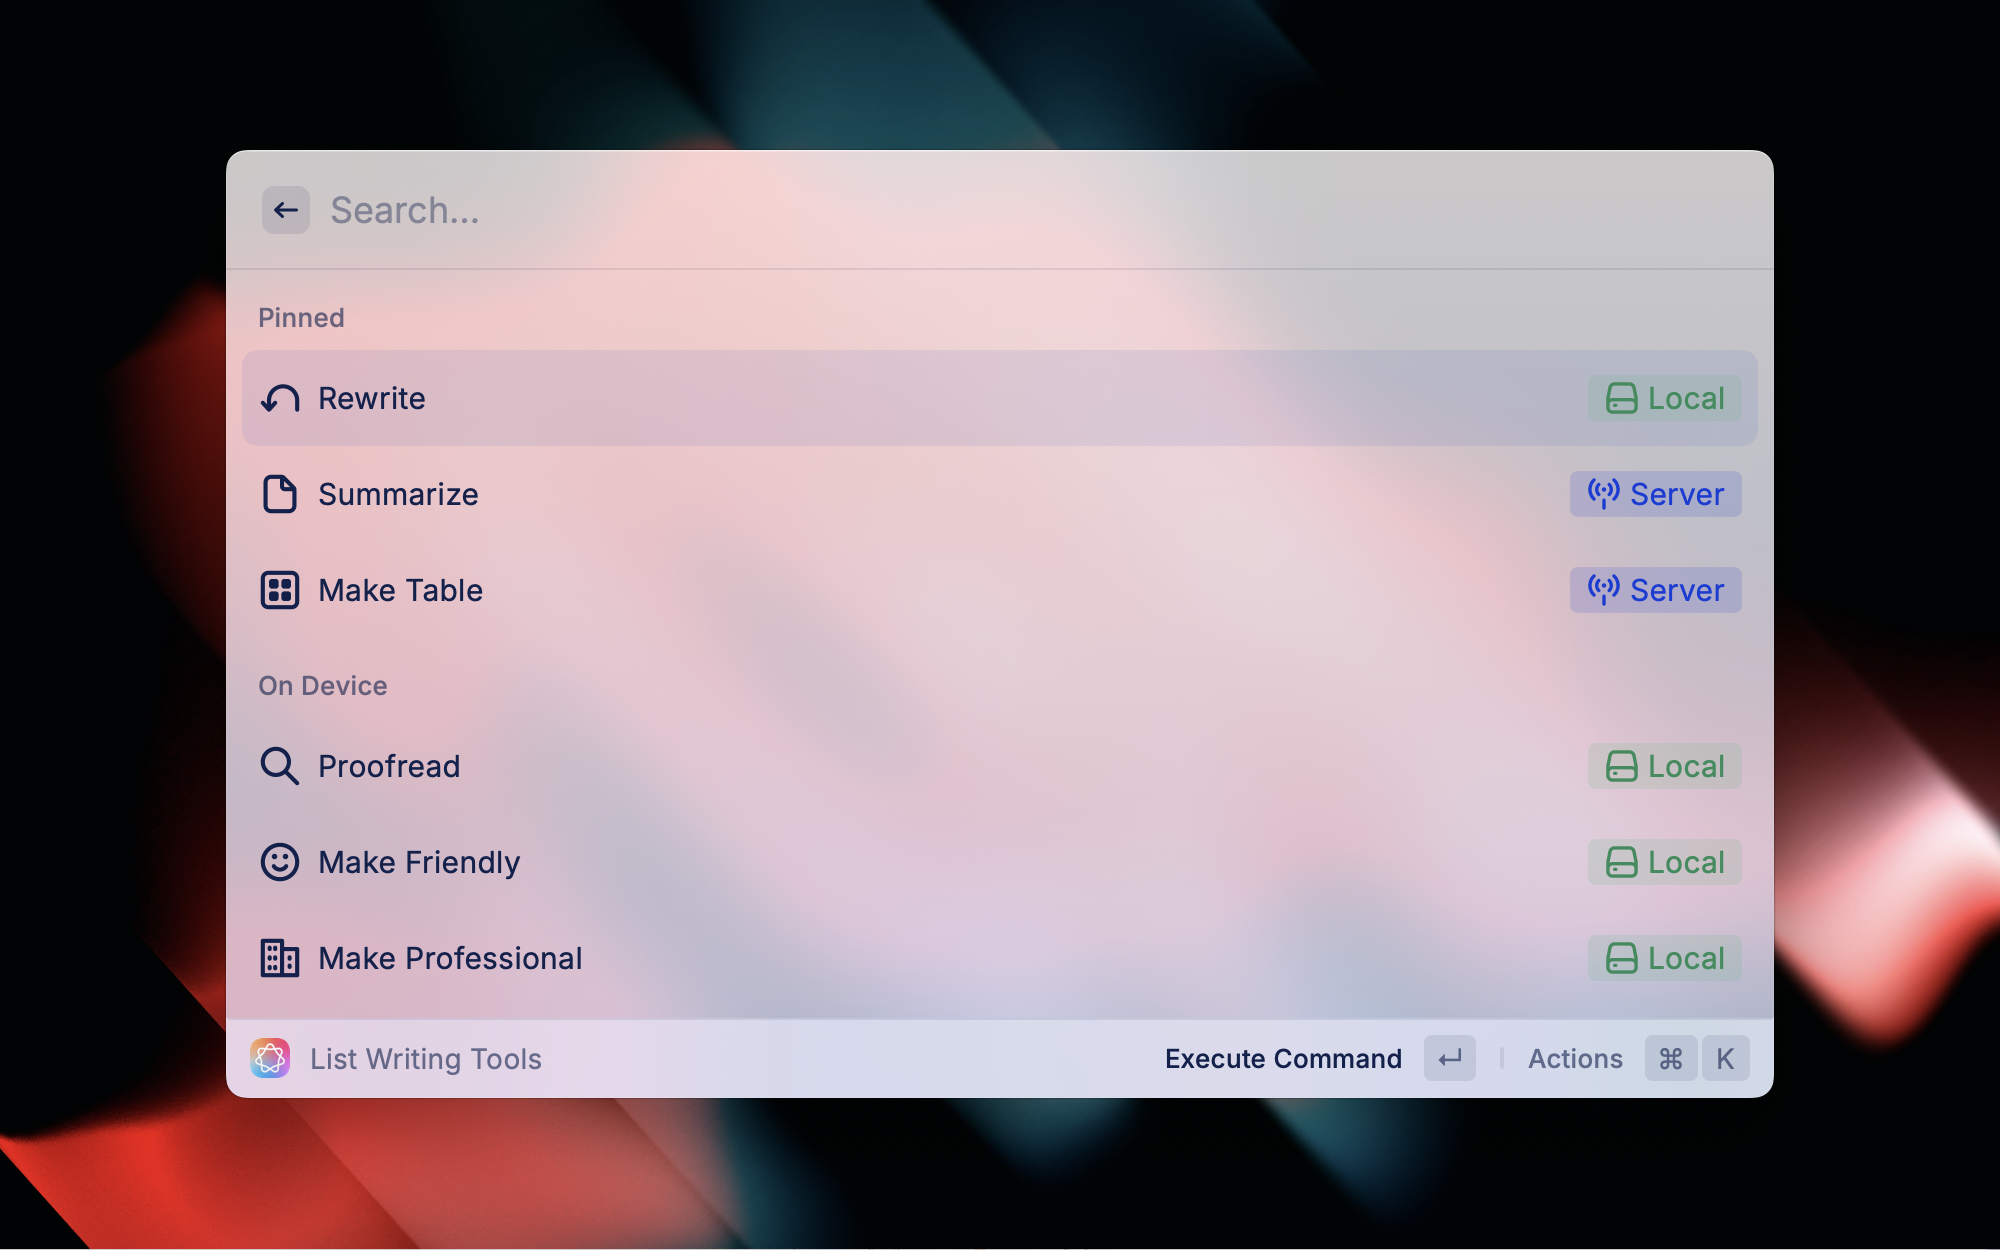 Search...
Pinned
Rewrite Local
Summarize Server
Make Table Server
On Device
Proofread Local
Make Friendly Local
Make Professional Local
List Writing Tools Execute Command ↵ Actions ⌘ K